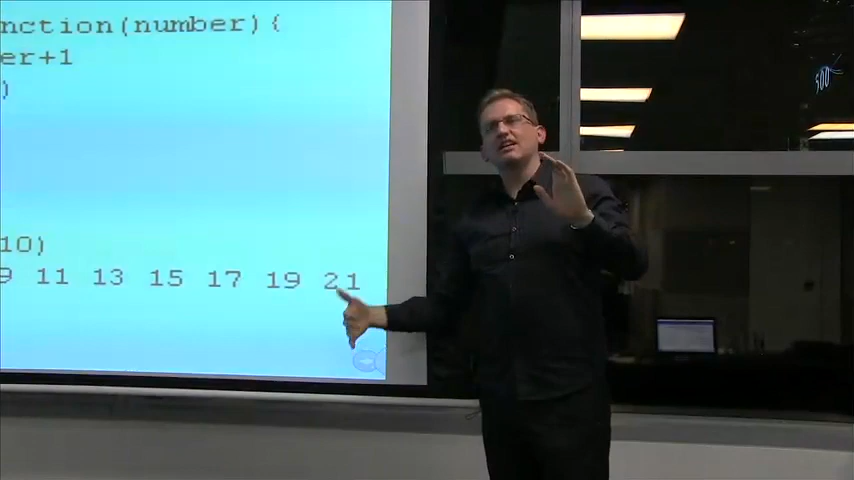 nction(number){
er+1
)
10)
9 11 13 15 17 19 21
500